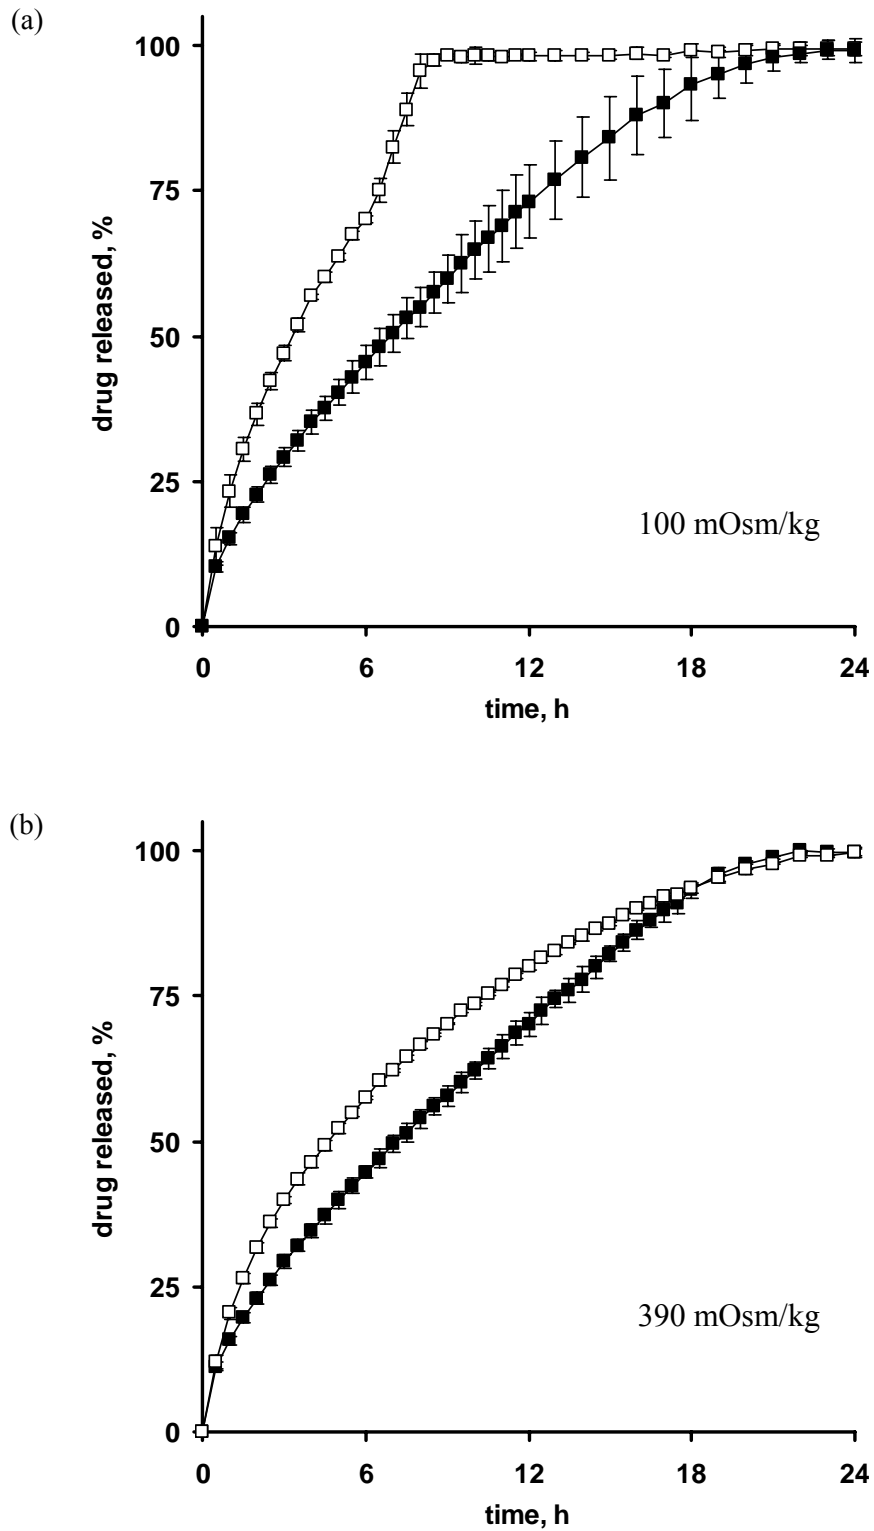 (a)
100
75
50
25
0
drug released, %
100 mOsm/kg
0 6 12 18 24
time, h
(b)
100
75
50
25
0
drug released, %
390 mOsm/kg
0 6 12 18 24
time, h